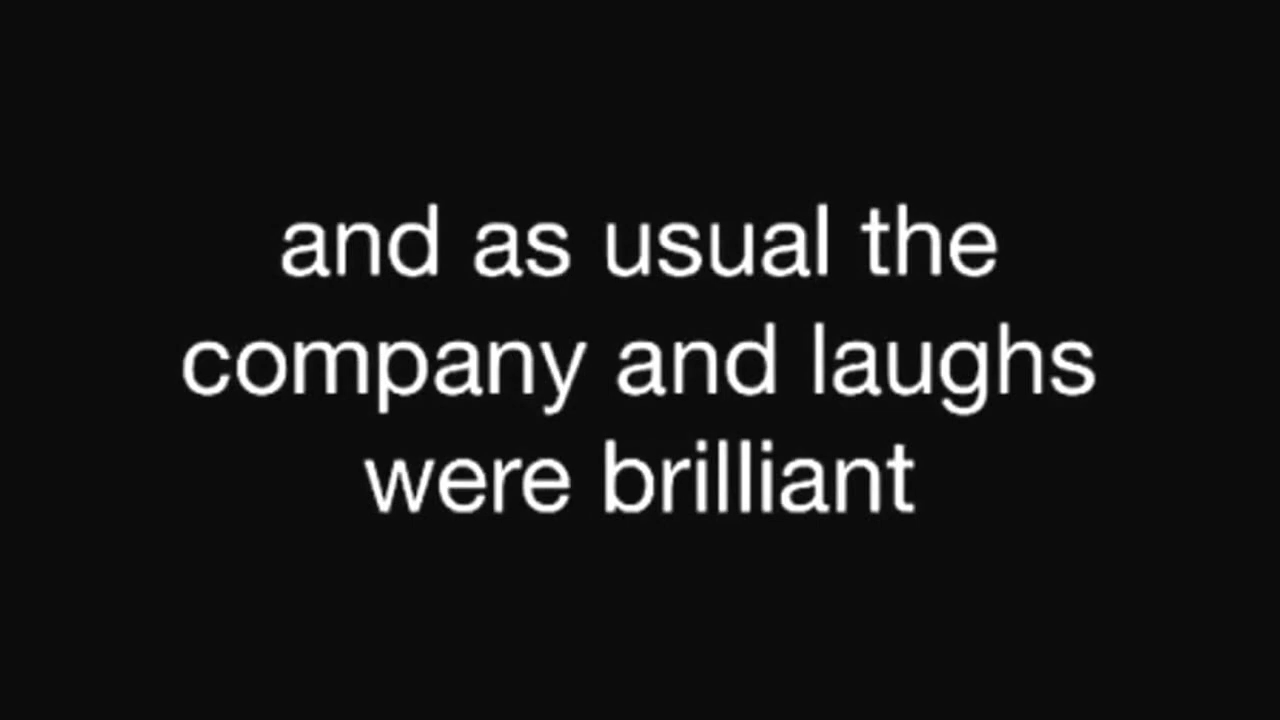 and as usual the
company and laughs
were brilliant